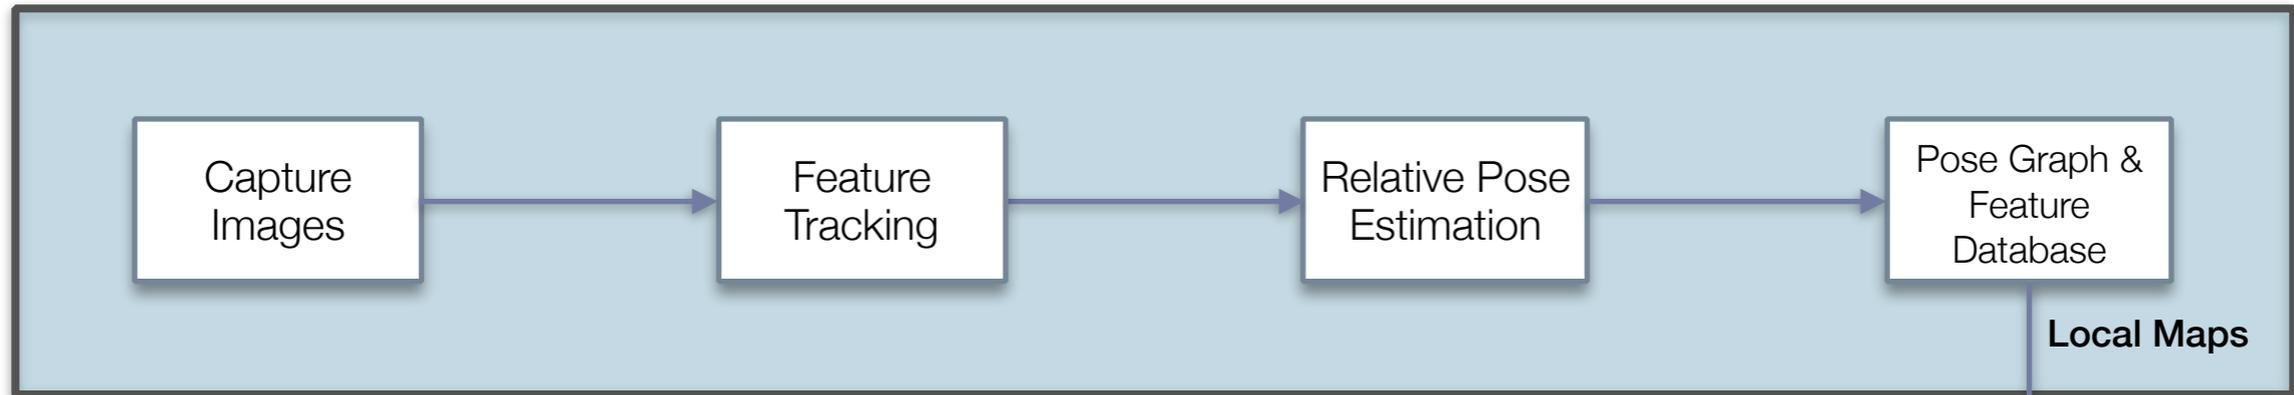 Capture
Images
Feature
Tracking
Relative Pose
Estimation
Pose Graph &
Feature
Database
Local Maps